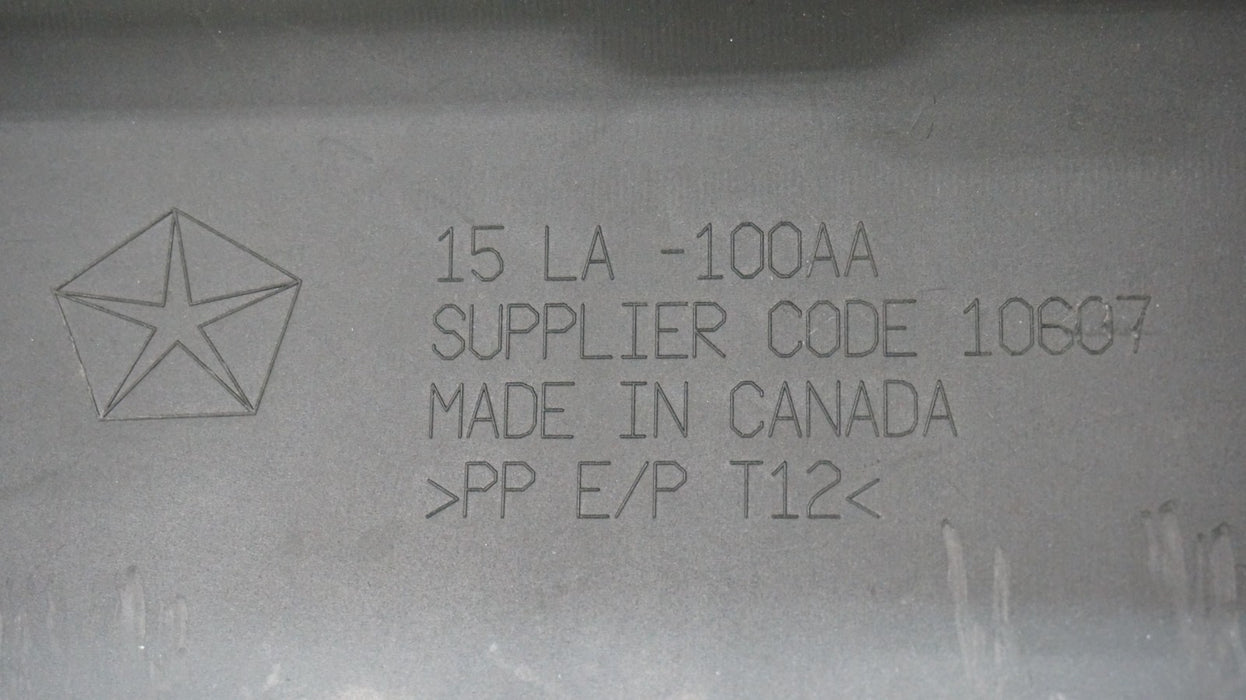 15 LA -100AA
SUPPLIER CODE 10607
MADE IN CANADA
>PP E/P T12<